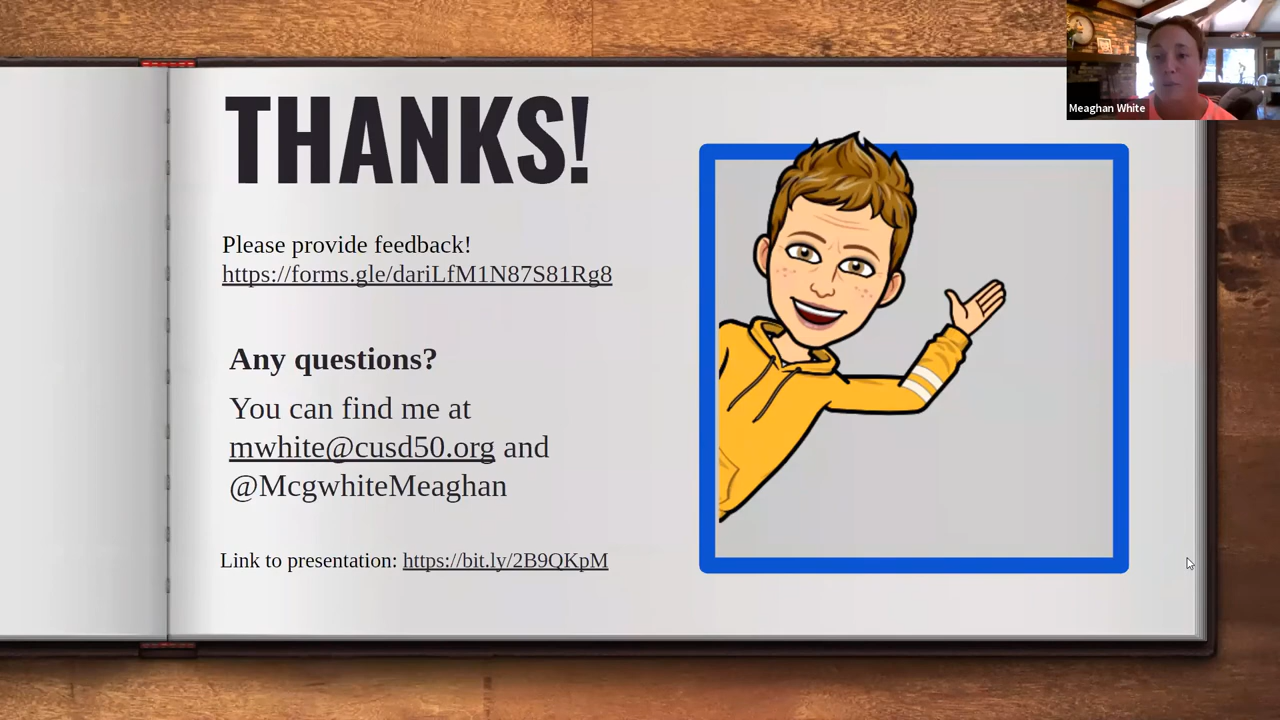 Meaghan White
THANKS!
Please provide feedback!
https://forms.gle/dariLfM1N87S81Rg8
Any questions?
You can find me at
mwhite@cusd50.org and
@McgwhiteMeaghan
Link to presentation: https://bit.ly/2B9QKpM